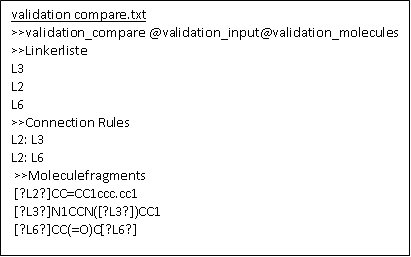 validation compare.txt
>>validation_compare @validation_input@validation_molecules
>>Linkerliste
L3
L2
L6
>>Connection Rules
L2: L3
L2: L6
>>Moleculefragments
[?L2?]CC=CC1ccc.cc1
[?L3?]N1CCN([?L3?])CC1
[?L6?]CC(=O)C[?L6?]